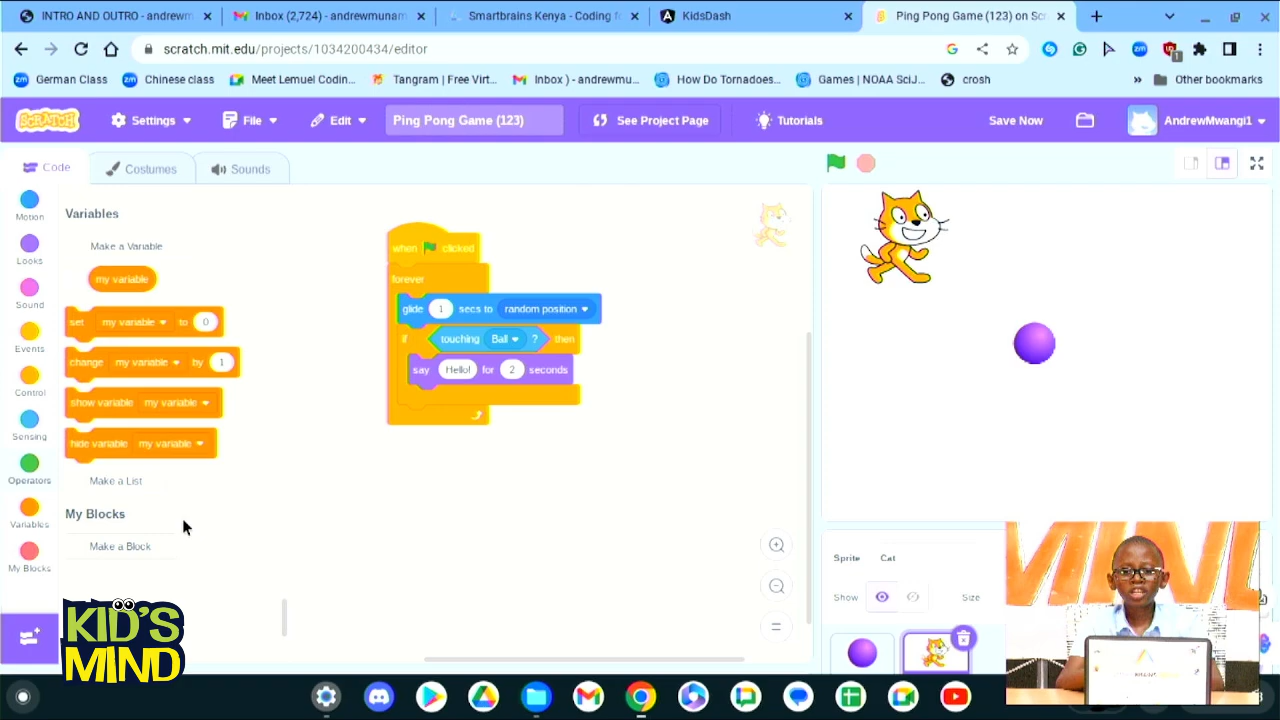 INTRO AND OUTRO - andrewm
Inbox (2,724) - andrewmunam
Smartbrains Kenya - Coding f
KidsDash
Ping Pong Game (123) on Scr
scratch.mit.edu/projects/1034200434/editor
German Class
Chinese class
Meet Lemuel Codin...
Tangram | Free Virt...
Inbox ) - andrewmu...
How Do Tornadoes...
Games | NOAA SciJ...
crosh
Other bookmarks
SCRATCH
Settings
File
Edit
Ping Pong Game (123)
See Project Page
Tutorials
Save Now
AndrewMwangi1
Code
Costumes
Sounds
Motion
Looks
Sound
Events
Control
Sensing
Operators
Variables
My Blocks
Variables
Make a Variable
my variable
set my variable to 0
change my variable by 1
show variable my variable
hide variable my variable
Make a List
My Blocks
Make a Block
when clicked
forever
glide 1 secs to random position
if touching Ball ? then
say Hello! for 2 seconds
Sprite Cat
Show Size
KID'S
MIND
MIND